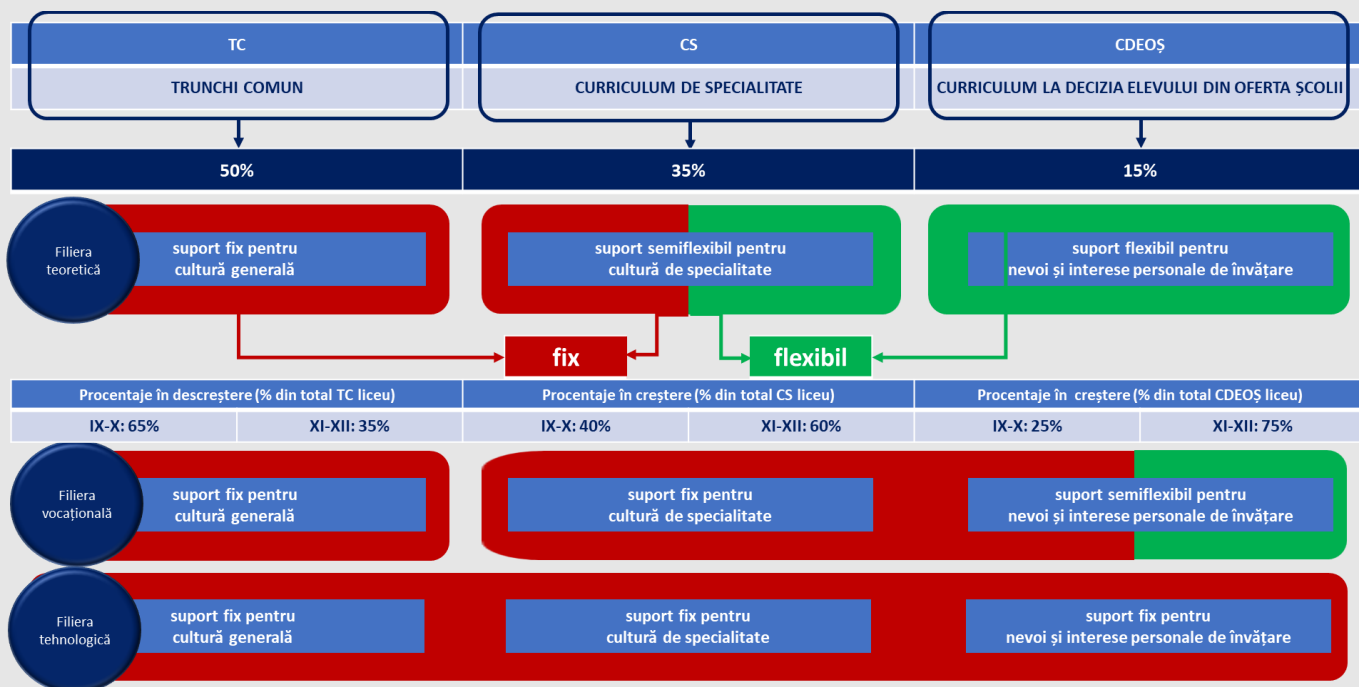 TC
CS
CDEOȘ
TRUNCHI COMUN
CURRICULUM DE SPECIALITATE
CURRICULUM LA DECIZIA ELEVULUI DIN OFERTA ȘCOLII
50%
35%
15%
Filiera
teoretică
suport fix pentru
cultură generală
suport semiflexibil pentru
cultură de specialitate
suport flexibil pentru
nevoi și interese personale de învățare
fix
flexibil
Procentaje în descreștere (% din total TC liceu)
Procentaje în creștere (% din total CS liceu)
Procentaje în creștere (% din total CDEOȘ liceu)
IX-X: 65%
XI-XII: 35%
IX-X: 40%
XI-XII: 60%
IX-X: 25%
XI-XII: 75%
Filiera
vocațională
suport fix pentru
cultură generală
suport fix pentru
cultură de specialitate
suport semiflexibil pentru
nevoi și interese personale de învățare
Filiera
tehnologică
suport fix pentru
cultură generală
suport fix pentru
cultură de specialitate
suport fix pentru
nevoi și interese personale de învățare